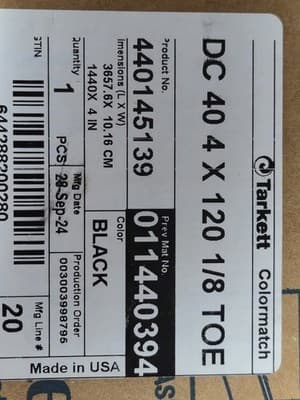 Tarkett Colormatch
DC 40 4 X 120 1/8 TOE
Product No. Prev Mat No.
440145139 011440394
imensions (L X W) Color
3657.6X 10.16 CM BLACK
1440X 4 IN
Quantity Mfg Date Production Order
1 PCS 28-Sep-24 003003998795
GTIN Mfg Line #
20
Made in USA